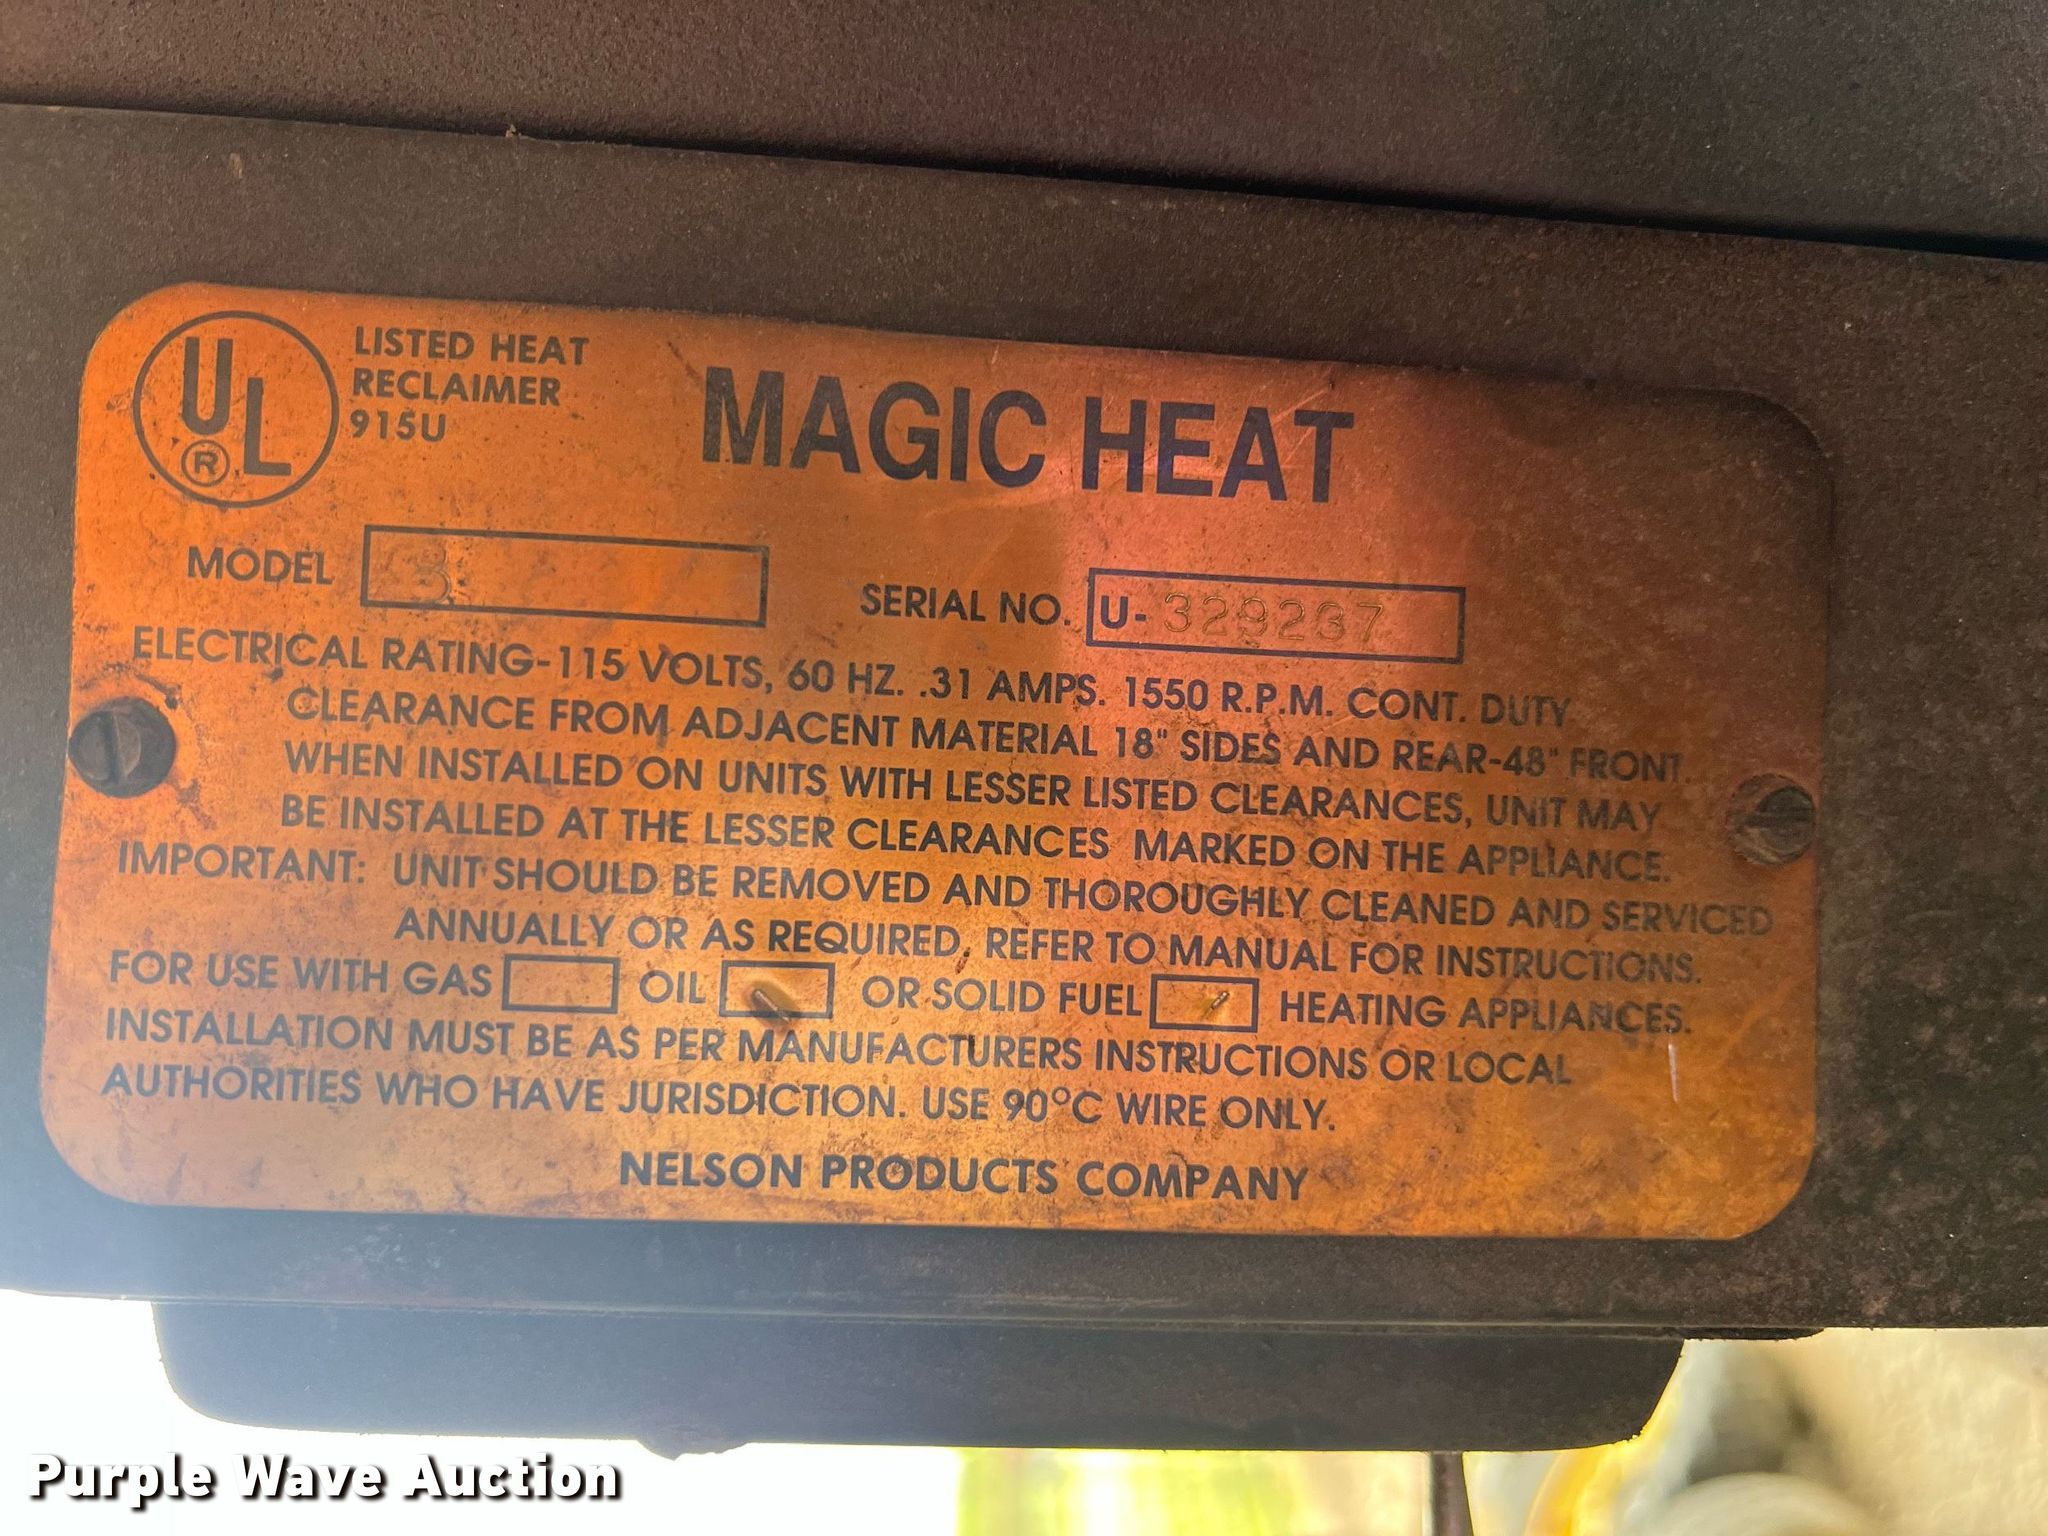 UL
®
LISTED HEAT
RECLAIMER
915U
MAGIC HEAT
MODEL 3
SERIAL NO. U-329237
ELECTRICAL RATING-115 VOLTS, 60 HZ. .31 AMPS. 1550 R.P.M. CONT. DUTY
CLEARANCE FROM ADJACENT MATERIAL 18" SIDES AND REAR-48" FRONT.
WHEN INSTALLED ON UNITS WITH LESSER LISTED CLEARANCES, UNIT MAY
BE INSTALLED AT THE LESSER CLEARANCES MARKED ON THE APPLIANCE.
IMPORTANT: UNIT SHOULD BE REMOVED AND THOROUGHLY CLEANED AND SERVICED
ANNUALLY OR AS REQUIRED, REFER TO MANUAL FOR INSTRUCTIONS.
FOR USE WITH GAS OIL OR SOLID FUEL HEATING APPLIANCES.
INSTALLATION MUST BE AS PER MANUFACTURERS INSTRUCTIONS OR LOCAL
AUTHORITIES WHO HAVE JURISDICTION. USE 90°C WIRE ONLY.
NELSON PRODUCTS COMPANY
Purple Wave Auction